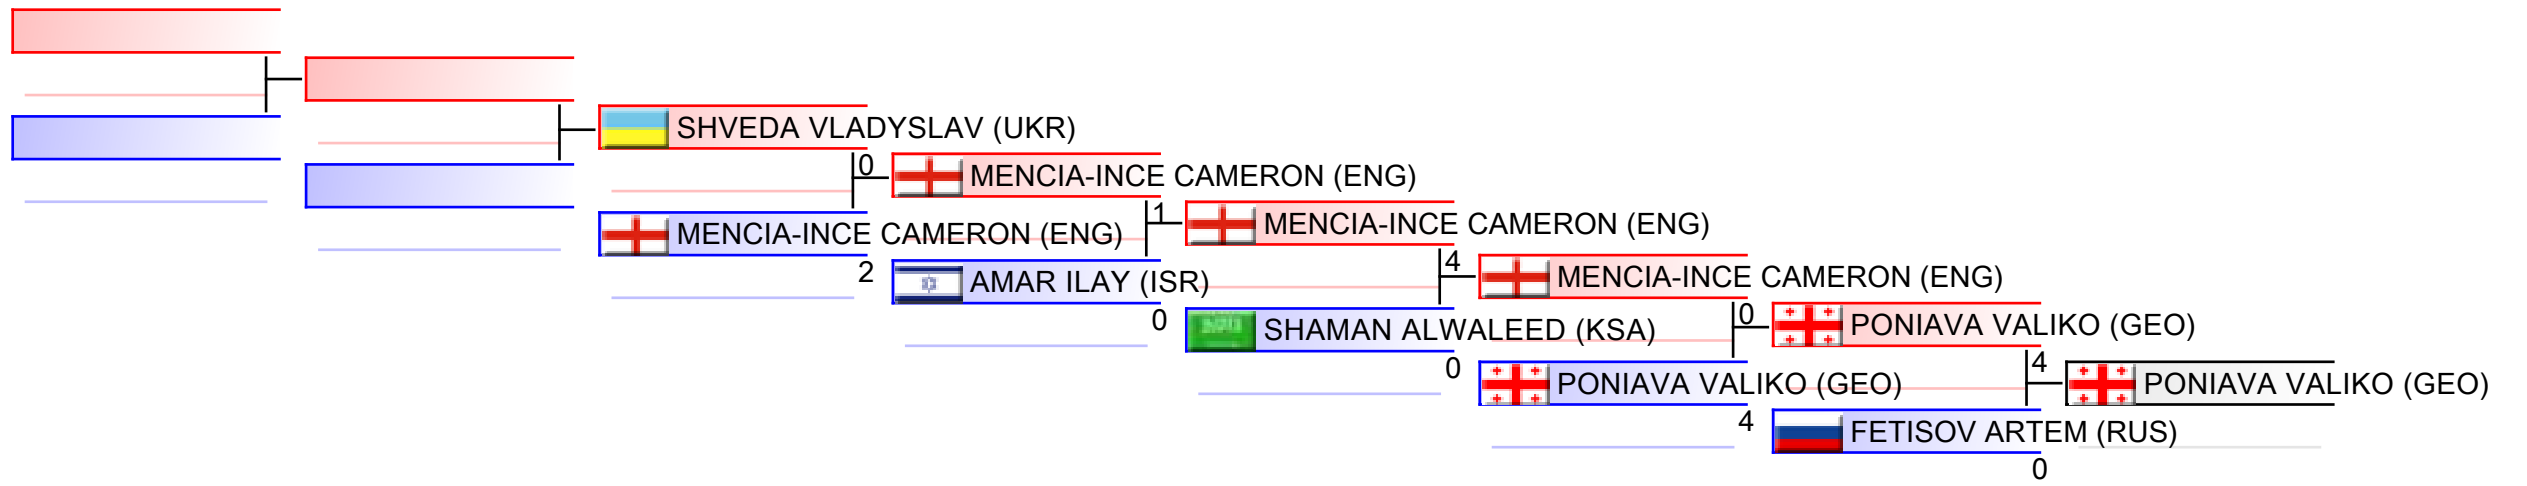 SHVEDA VLADYSLAV (UKR)
0
MENCIA-INCE CAMERON (ENG)
2
MENCIA-INCE CAMERON (ENG)
1
AMAR ILAY (ISR)
0
MENCIA-INCE CAMERON (ENG)
4
SHAMAN ALWALEED (KSA)
0
MENCIA-INCE CAMERON (ENG)
0
PONIAVA VALIKO (GEO)
4
PONIAVA VALIKO (GEO)
4
FETISOV ARTEM (RUS)
0
PONIAVA VALIKO (GEO)